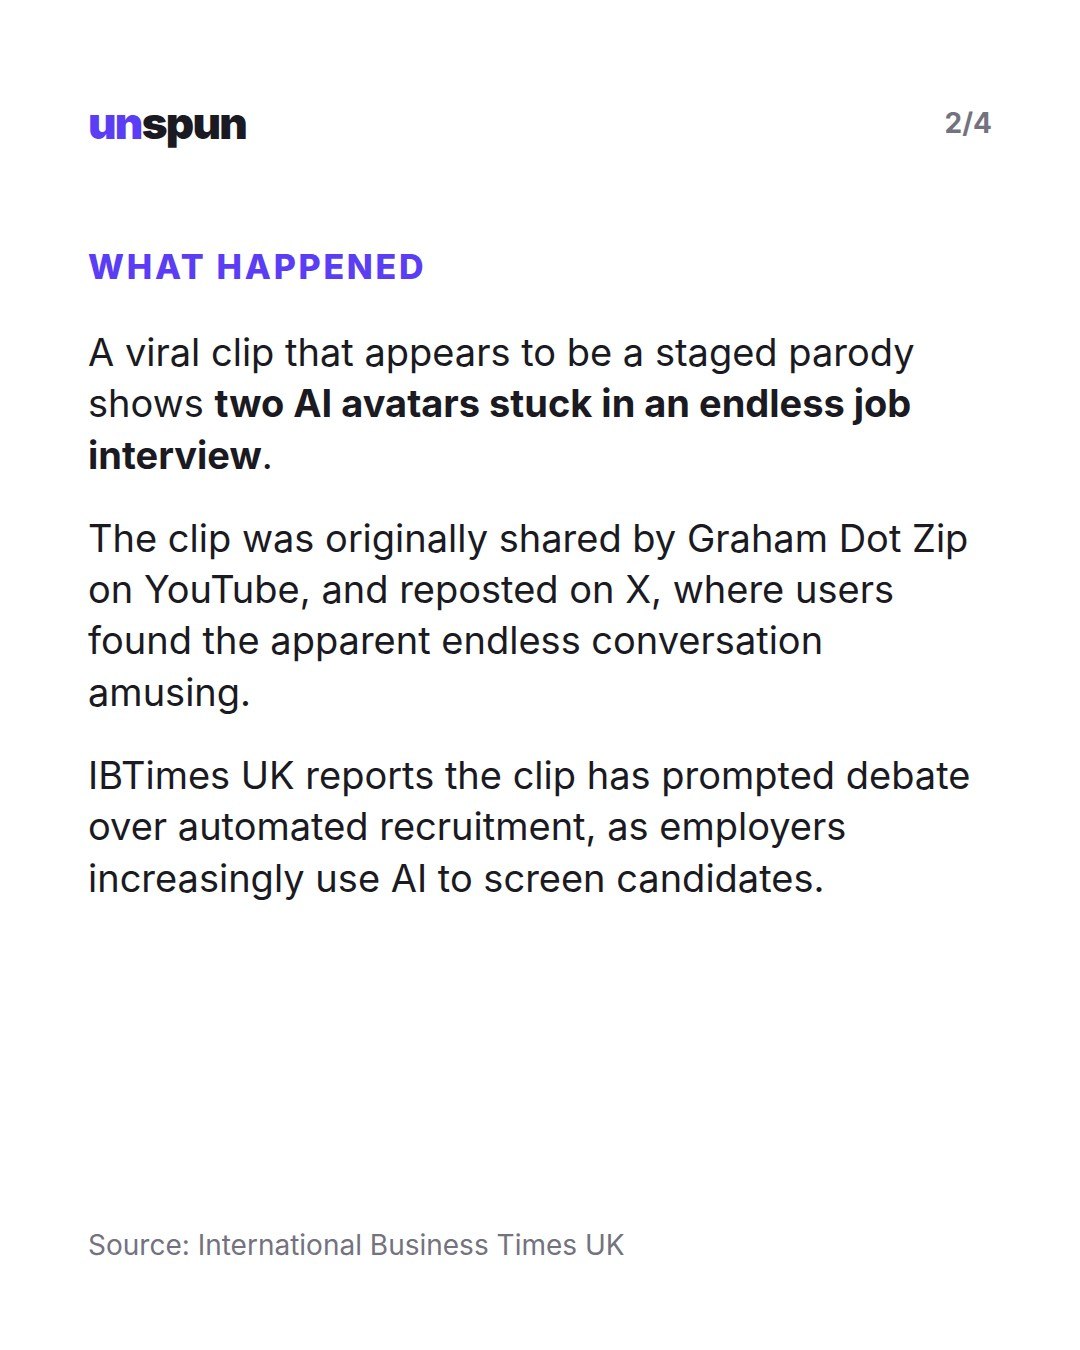 unspun
2/4
WHAT HAPPENED
A viral clip that appears to be a staged parody
shows two AI avatars stuck in an endless job
interview.
The clip was originally shared by Graham Dot Zip
on YouTube, and reposted on X, where users
found the apparent endless conversation
amusing.
IBTimes UK reports the clip has prompted debate
over automated recruitment, as employers
increasingly use AI to screen candidates.
Source: International Business Times UK